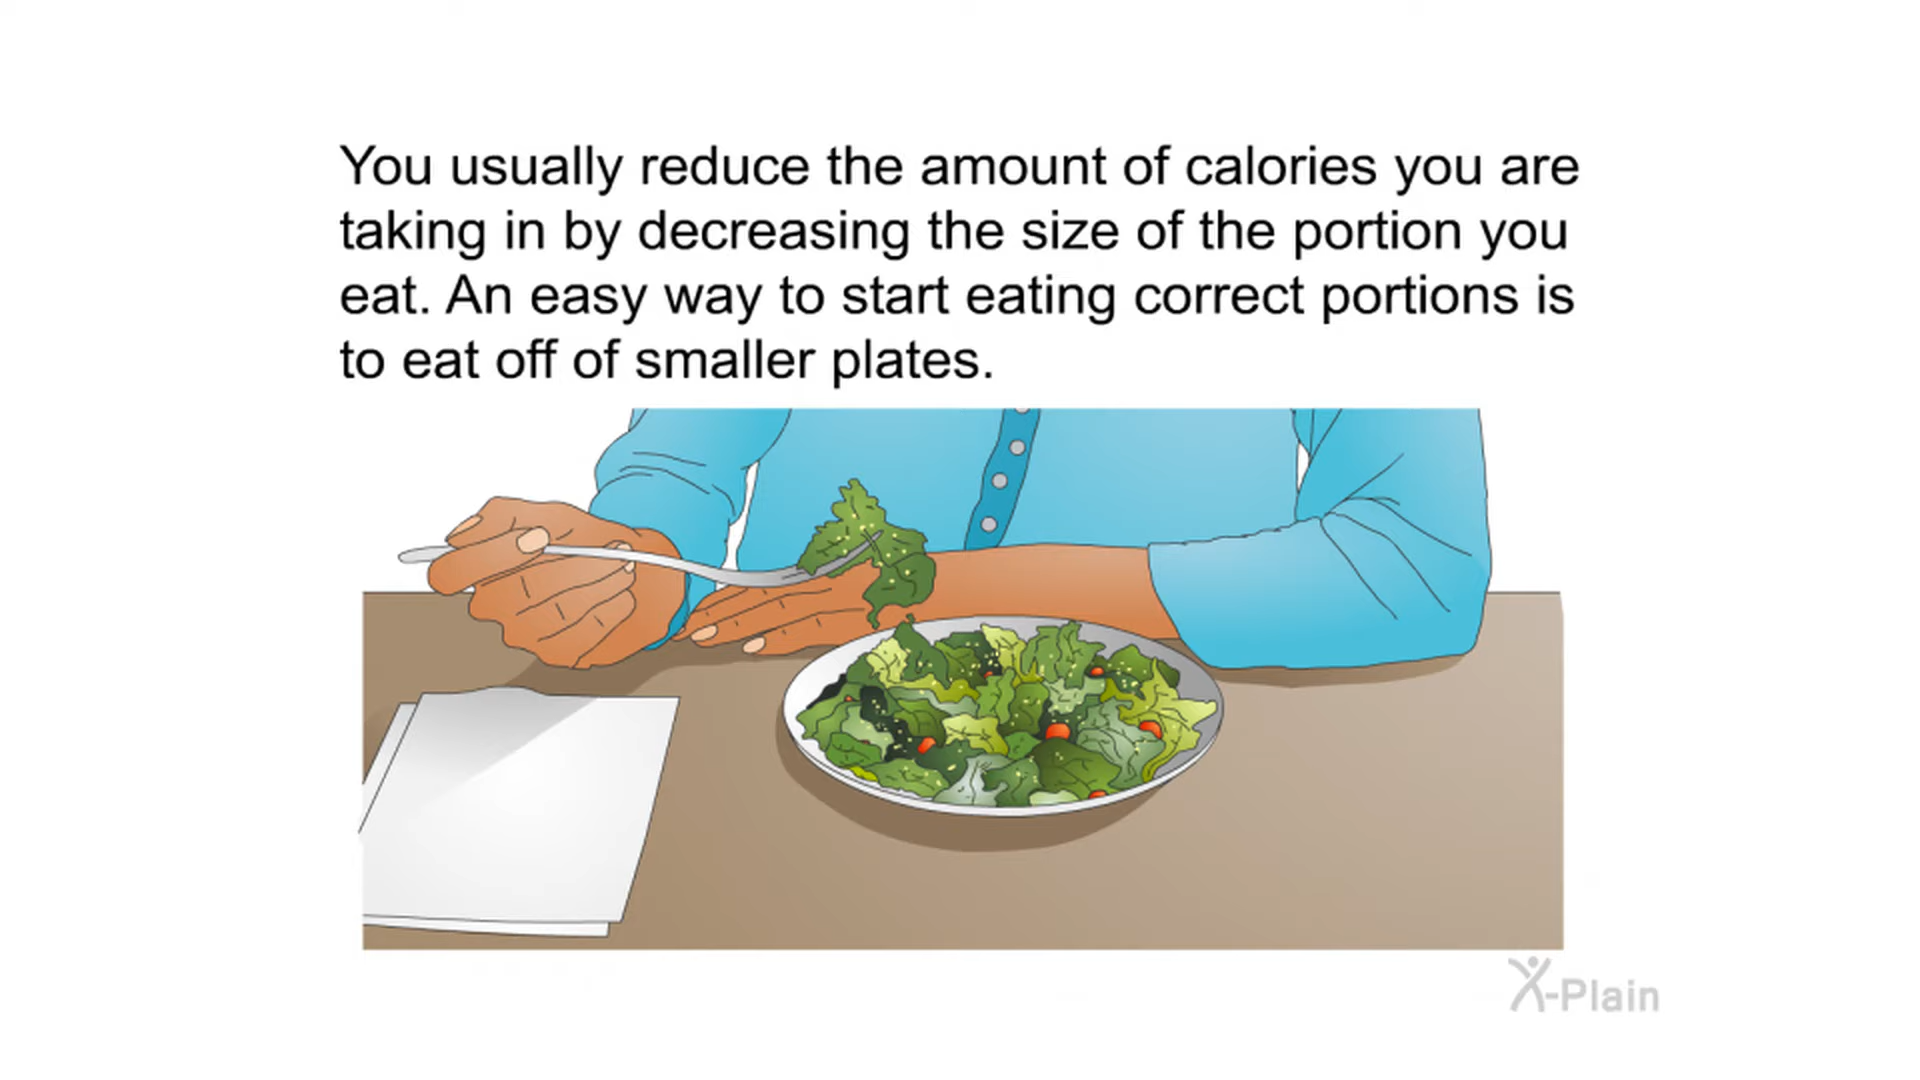 You usually reduce the amount of calories you are
taking in by decreasing the size of the portion you
eat. An easy way to start eating correct portions is
to eat off of smaller plates.
X-Plain